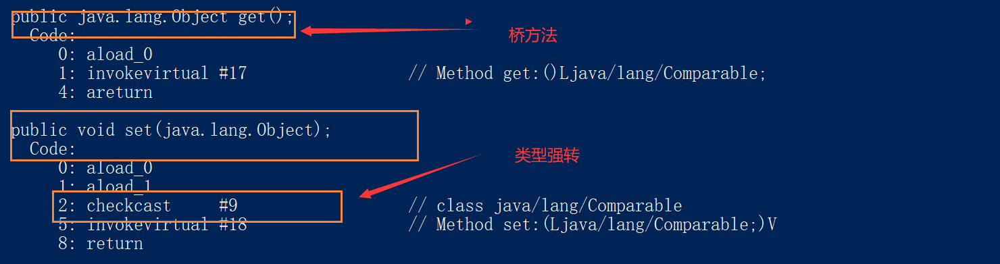 public java.lang.Object get();
桥方法
Code:
0: aload_0
1: invokevirtual #17 // Method get:()Ljava/lang/Comparable;
4: areturn
public void set(java.lang.Object);
Code:
类型强转
0: aload_0
1: aload_1
2: checkcast #9 // class java/lang/Comparable
5: invokevirtual #18 // Method set:(Ljava/lang/Comparable;)V
8: return